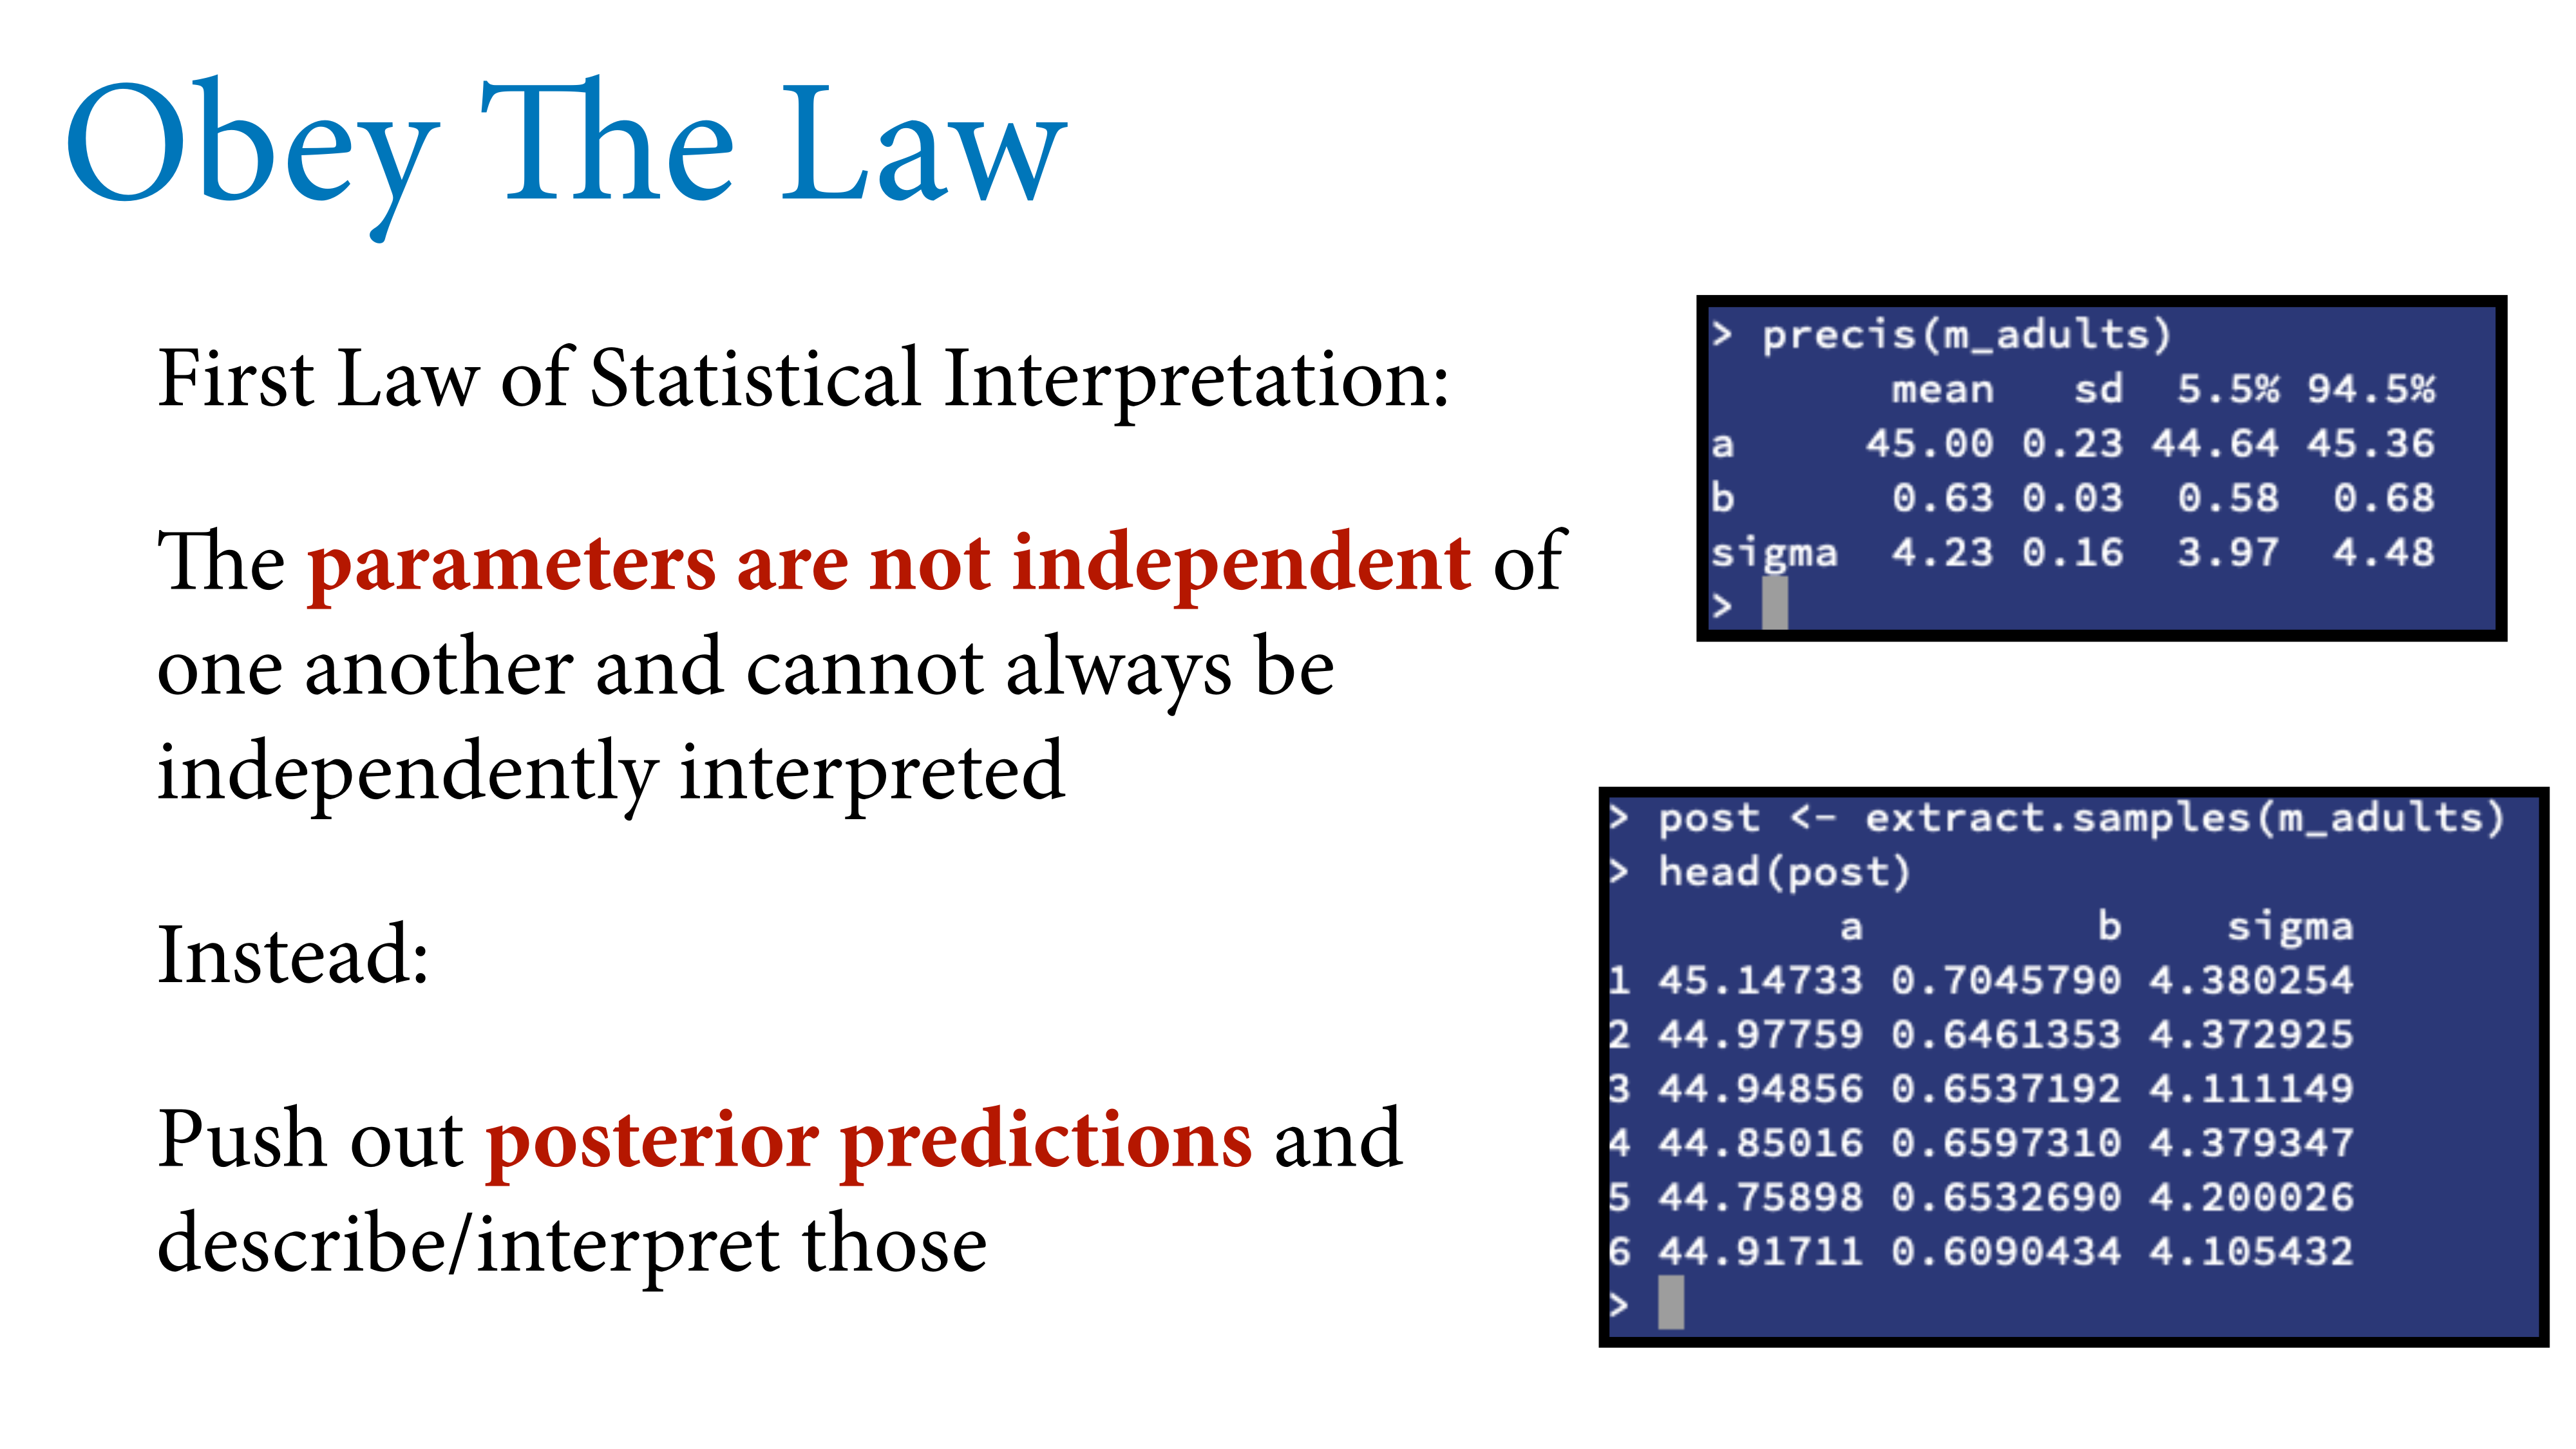 Obey The Law
First Law of Statistical Interpretation:
The parameters are not independent of
one another and cannot always be
independently interpreted
Instead:
Push out posterior predictions and
describe/interpret those
> precis(m_adults)
mean sd 5.5% 94.5%
a 45.00 0.23 44.64 45.36
b 0.63 0.03 0.58 0.68
sigma 4.23 0.16 3.97 4.48
>
> post <- extract.samples(m_adults)
> head(post)
a b sigma
1 45.14733 0.7045790 4.380254
2 44.97759 0.6461353 4.372925
3 44.94856 0.6537192 4.111149
4 44.85016 0.6597310 4.379347
5 44.75898 0.6532690 4.200026
6 44.91711 0.6090434 4.105432
>